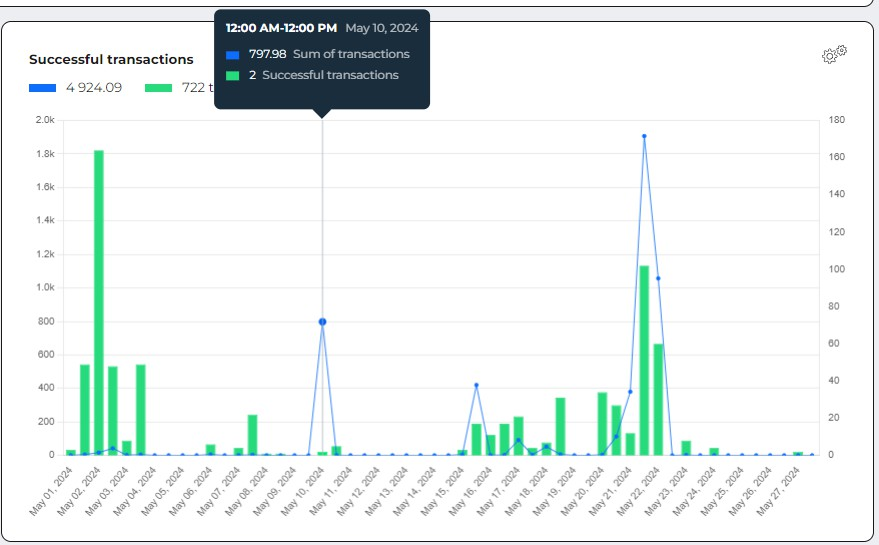 12:00 AM-12:00 PM May 10, 2024
797.98 Sum of transactions
2 Successful transactions
Successful transactions
4 924.09 722 t
2.0k 180
1.8k 160
1.6k 140
1.4k 120
1.2k 100
1.0k 80
800 60
600 40
400 20
200 0
0
May 01, 2024
May 02, 2024
May 03, 2024
May 04, 2024
May 05, 2024
May 06, 2024
May 07, 2024
May 08, 2024
May 09, 2024
May 10, 2024
May 11, 2024
May 12, 2024
May 13, 2024
May 14, 2024
May 15, 2024
May 16, 2024
May 17, 2024
May 18, 2024
May 19, 2024
May 20, 2024
May 21, 2024
May 22, 2024
May 23, 2024
May 24, 2024
May 25, 2024
May 26, 2024
May 27, 2024